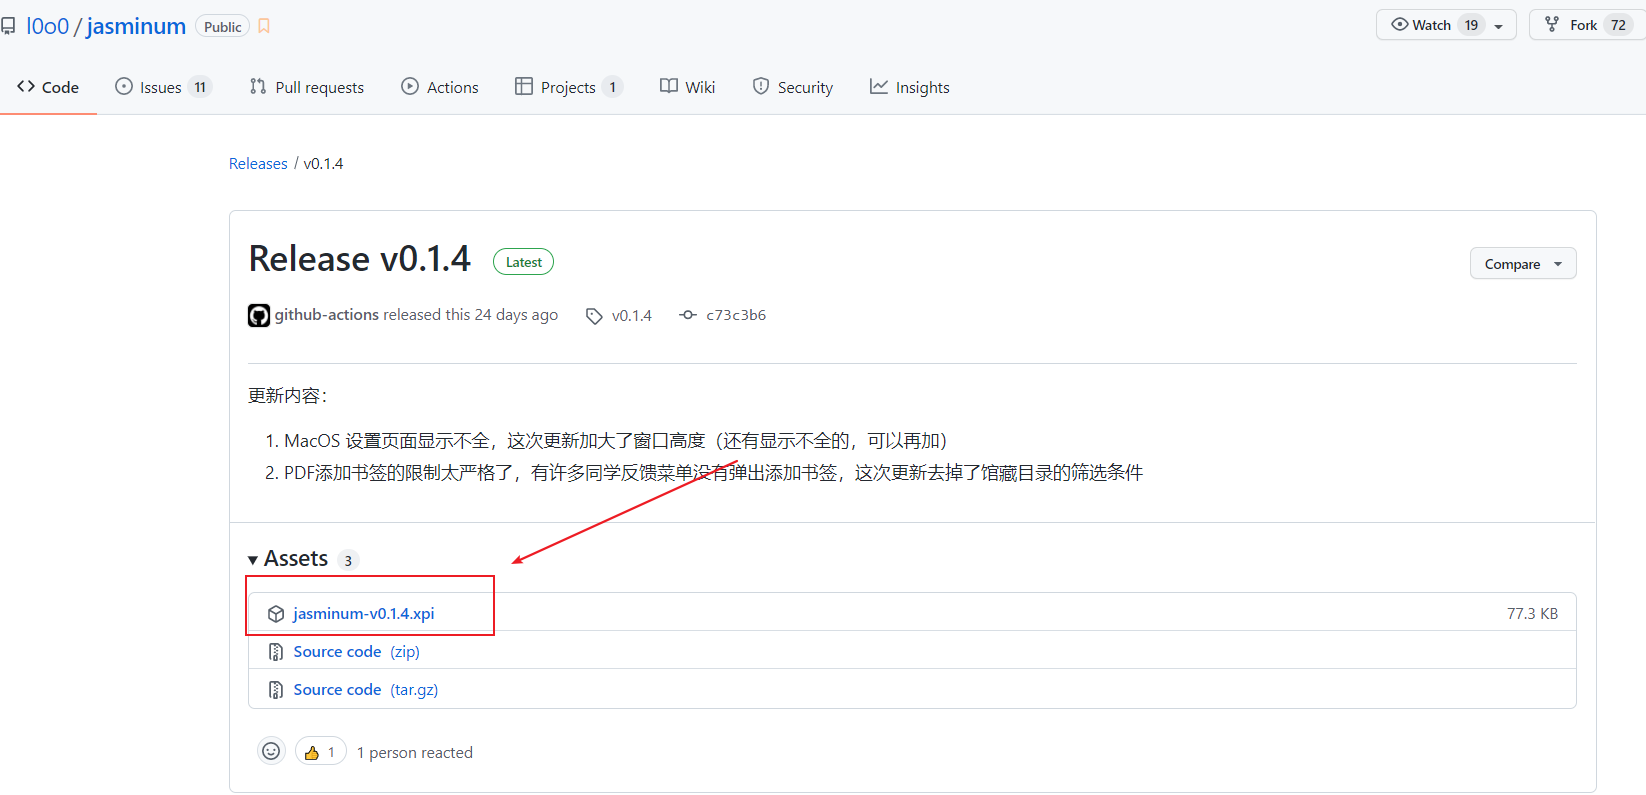 l0o0 / jasminum Public
Watch 19
Fork 72
Code
Issues 11
Pull requests
Actions
Projects 1
Wiki
Security
Insights
Releases / v0.1.4
Release v0.1.4 Latest
Compare
github-actions released this 24 days ago v0.1.4 c73c3b6
更新内容：
1. MacOS 设置页面显示不全，这次更新加大了窗口高度（还有显示不全的，可以再加）
2. PDF添加书签的限制太严格了，有许多同学反馈菜单没有弹出添加书签，这次更新去掉了馆藏目录的筛选条件
Assets 3
jasminum-v0.1.4.xpi 77.3 KB
Source code (zip)
Source code (tar.gz)
1 1 person reacted